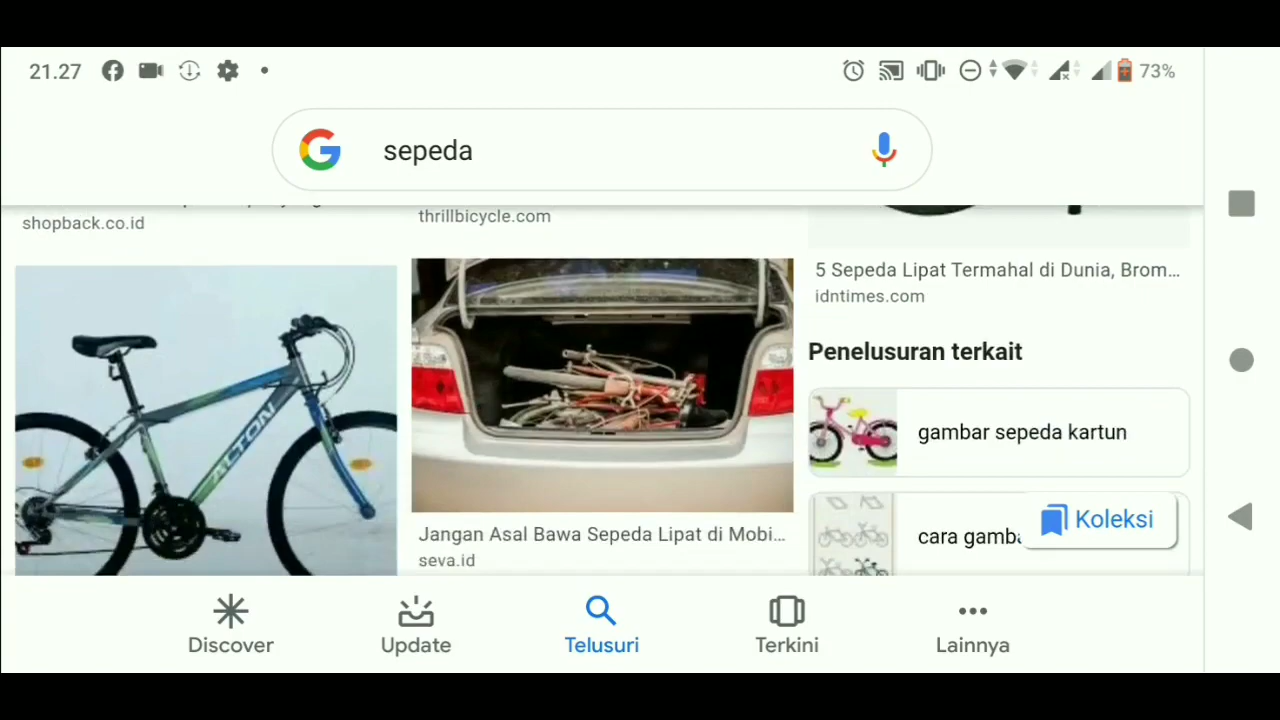 21.27
73%
sepeda
shopback.co.id
thrillbicycle.com
ALTON
5 Sepeda Lipat Termahal di Dunia, Brom...
idntimes.com
Penelusuran terkait
gambar sepeda kartun
Jangan Asal Bawa Sepeda Lipat di Mobi...
seva.id
cara
Koleksi
Discover
Update
Telusuri
Terkini
Lainnya